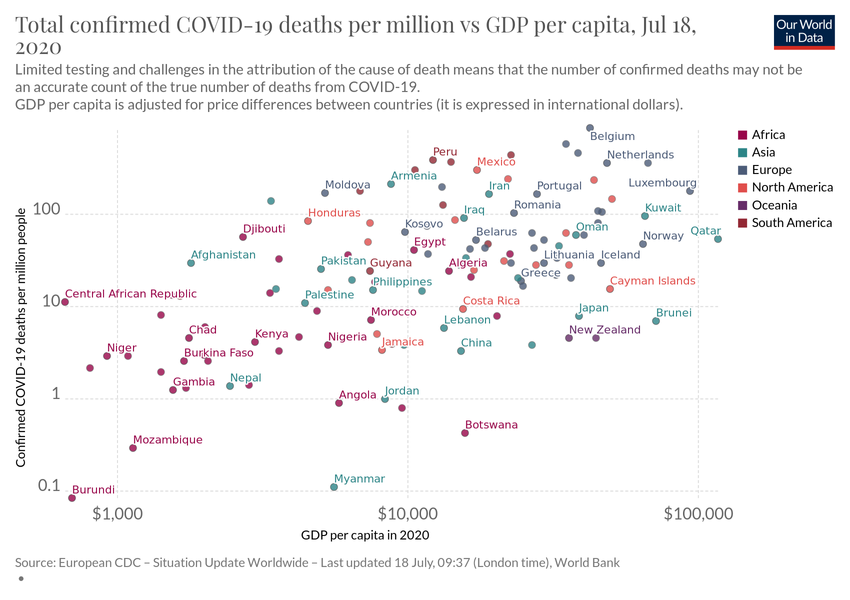 Total confirmed COVID-19 deaths per million vs GDP per capita, Jul 18,
2020
Our World
in Data
Limited testing and challenges in the attribution of the cause of death means that the number of confirmed deaths may not be
an accurate count of the true number of deaths from COVID-19.
GDP per capita is adjusted for price differences between countries (it is expressed in international dollars).
Africa
Asia
Europe
North America
Oceania
South America
Confirmed COVID-19 deaths per million people
100
10
1
0.1
Belgium
Peru
Mexico
Netherlands
Armenia
Moldova
Iran
Portugal
Luxembourg
Honduras
Iraq
Romania
Kuwait
Djibouti
Kosovo
Belarus
Oman
Qatar
Egypt
Norway
Afghanistan
Pakistan
Guyana
Algeria
Lithuania
Iceland
Greece
Philippines
Cayman Islands
Central African Republic
Palestine
Costa Rica
Morocco
Japan
Lebanon
Brunei
Chad
Kenya
Nigeria
New Zealand
Niger
Burkina Faso
Jamaica
China
Gambia
Nepal
Angola
Jordan
Botswana
Mozambique
Myanmar
Burundi
$1,000
$10,000
$100,000
GDP per capita in 2020
Source: European CDC – Situation Update Worldwide – Last updated 18 July, 09:37 (London time), World Bank